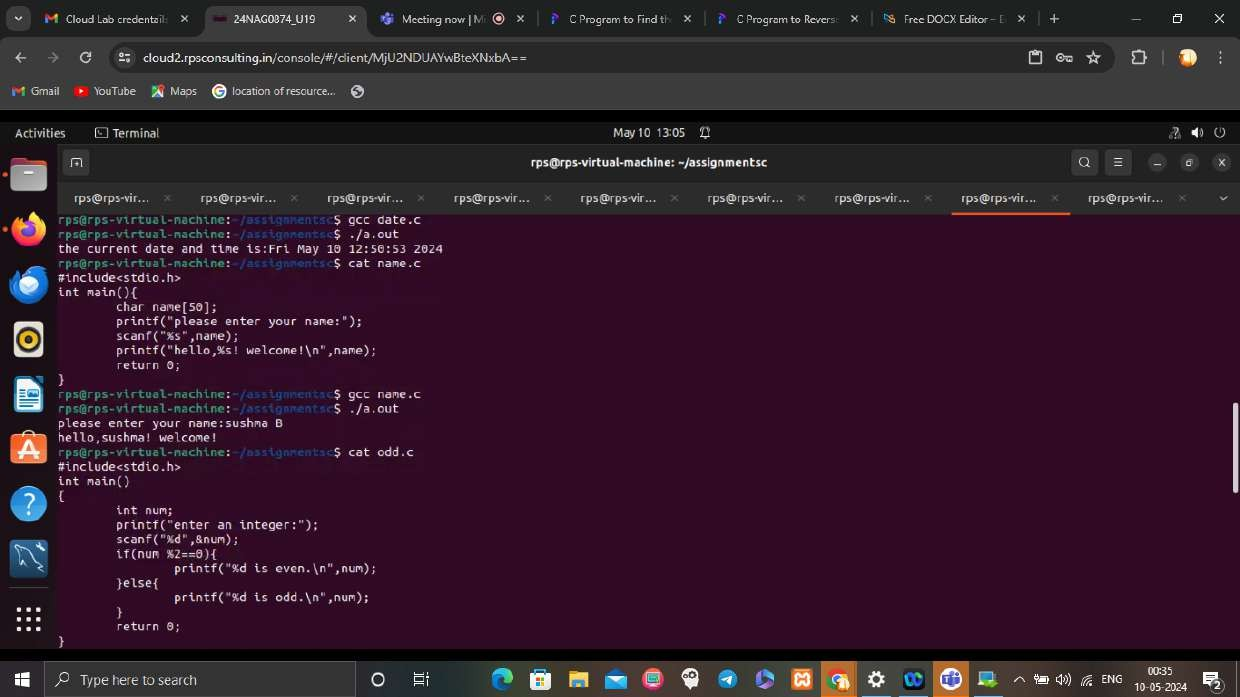 Cloud Lab credentials
24NAG0874_U19
Meeting now | Mi
C Program to Find th
C Program to Revers
Free DOCX Editor –
cloud2.rpsconsulting.in/console/#/client/MjU2NDUAYwBteXNxbA==
Gmail
YouTube
Maps
location of resource...
Activities
Terminal
May 10 13:05
rps@rps-virtual-machine: ~/assignmentsc
rps@rps-vir...
rps@rps-vir...
rps@rps-vir...
rps@rps-vir...
rps@rps-vir...
rps@rps-vir...
rps@rps-vir...
rps@rps-vir...
rps@rps-vir...
rps@rps-virtual-machine:~/assignmentsc$ gcc date.c
rps@rps-virtual-machine:~/assignmentsc$ ./a.out
the current date and time is:Fri May 10 12:50:53 2024
rps@rps-virtual-machine:~/assignmentsc$ cat name.c
#include<stdio.h>
int main(){
char name[50];
printf("please enter your name:");
scanf("%s",name);
printf("hello,%s! welcome!\n",name);
return 0;
}
rps@rps-virtual-machine:~/assignmentsc$ gcc name.c
rps@rps-virtual-machine:~/assignmentsc$ ./a.out
please enter your name:sushma B
hello,sushma! welcome!
rps@rps-virtual-machine:~/assignmentsc$ cat odd.c
#include<stdio.h>
int main()
{
int num;
printf("enter an integer:");
scanf("%d",&num);
if(num %2==0){
printf("%d is even.\n",num);
}else{
printf("%d is odd.\n",num);
}
return 0;
}
Type here to search
ENG
00:35
10-05-2024
2